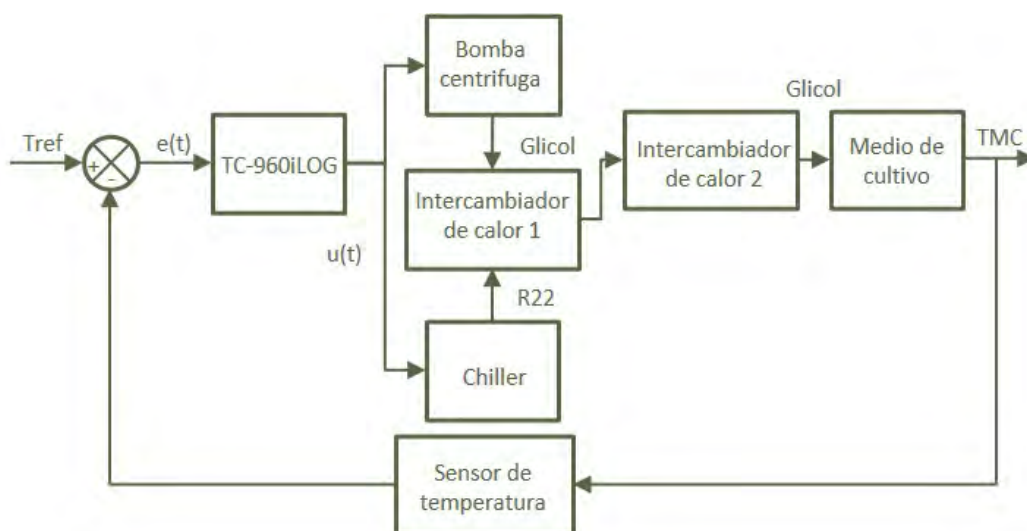 Bomba
centrifuga
Glicol
Tref
e(t)
TC-960iLOG
Glicol
Intercambiador
de calor 2
Medio de
cultivo
TMC
+
-
Intercambiador
de calor 1
u(t)
R22
Chiller
Sensor de
temperatura